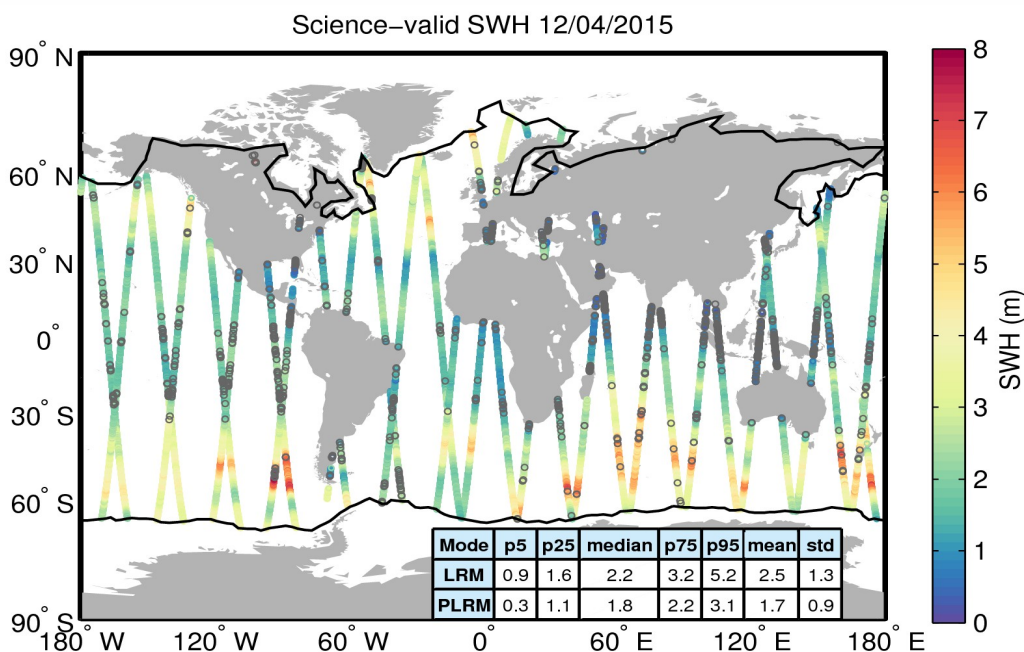 Science−valid SWH 12/04/2015
90° N
60° N
30° N
0°
30° S
60° S
90° S
180° W
120° W
60° W
0°
60° E
120° E
180° E
8
7
6
5
4
3
2
1
0
SWH (m)
Mode p5 p25 median p75 p95 mean std
LRM 0.9 1.6 2.2 3.2 5.2 2.5 1.3
PLRM 0.3 1.1 1.8 2.2 3.1 1.7 0.9